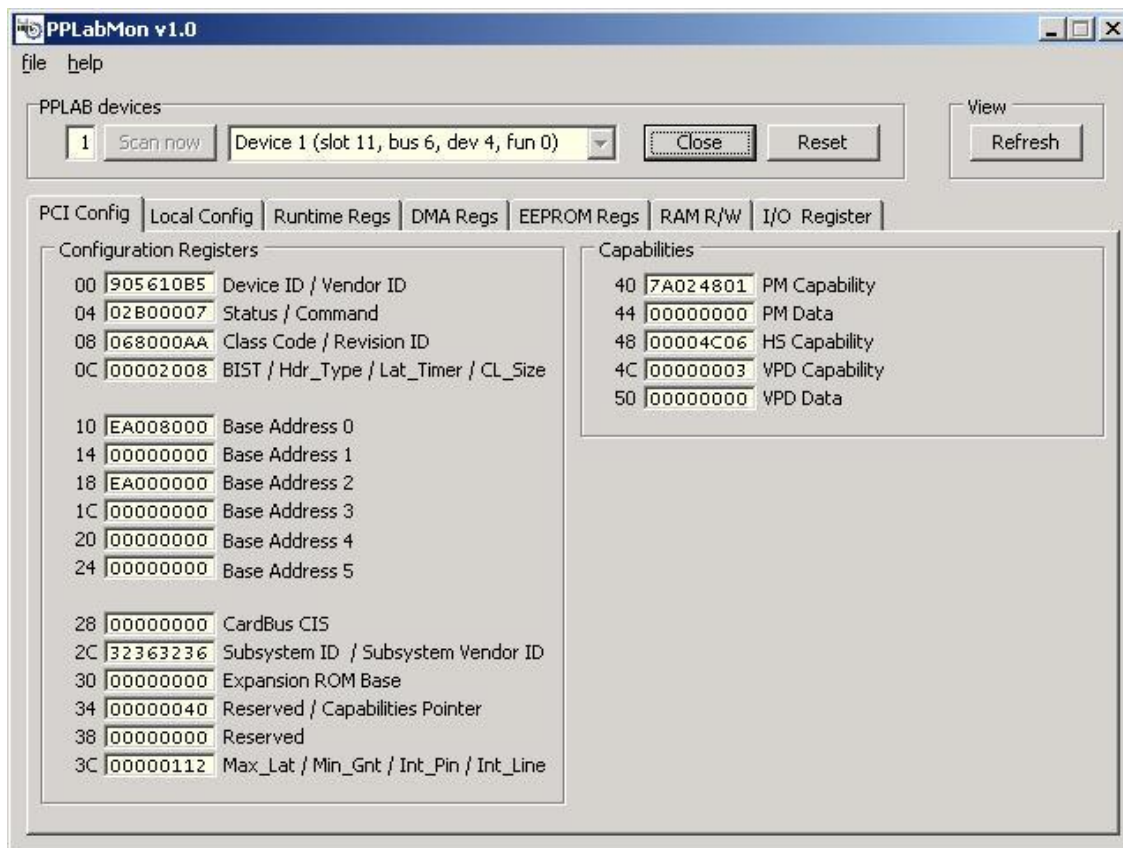 PPLabMon v1.0
file help
PPLAB devices
1 Scan now Device 1 (slot 11, bus 6, dev 4, fun 0) Close Reset
View
Refresh
PCI Config Local Config Runtime Regs DMA Regs EEPROM Regs RAM R/W I/O Register
Configuration Registers
00 905610B5 Device ID / Vendor ID
04 02B00007 Status / Command
08 068000AA Class Code / Revision ID
0C 00002008 BIST / Hdr_Type / Lat_Timer / CL_Size
10 EA008000 Base Address 0
14 00000000 Base Address 1
18 EA000000 Base Address 2
1C 00000000 Base Address 3
20 00000000 Base Address 4
24 00000000 Base Address 5
28 00000000 CardBus CIS
2C 32363236 Subsystem ID / Subsystem Vendor ID
30 00000000 Expansion ROM Base
34 00000040 Reserved / Capabilities Pointer
38 00000000 Reserved
3C 00000112 Max_Lat / Min_Gnt / Int_Pin / Int_Line
Capabilities
40 7A024801 PM Capability
44 00000000 PM Data
48 00004C06 HS Capability
4C 00000003 VPD Capability
50 00000000 VPD Data